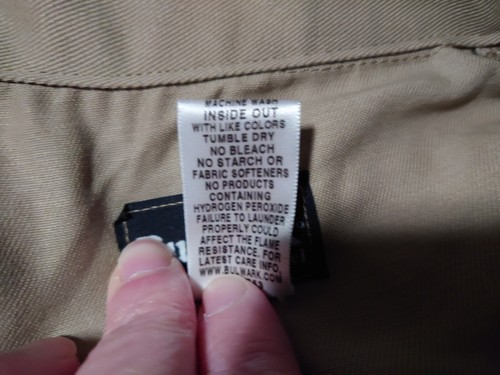 MACHINE WASH
INSIDE OUT
WITH LIKE COLORS
TUMBLE DRY
NO BLEACH
NO STARCH OR
FABRIC SOFTENERS
NO PRODUCTS
CONTAINING
HYDROGEN PEROXIDE
FAILURE TO LAUNDER
PROPERLY COULD
AFFECT THE FLAME
RESISTANCE. FOR
LATEST CARE INFO.
WWW.BULWARK.COM